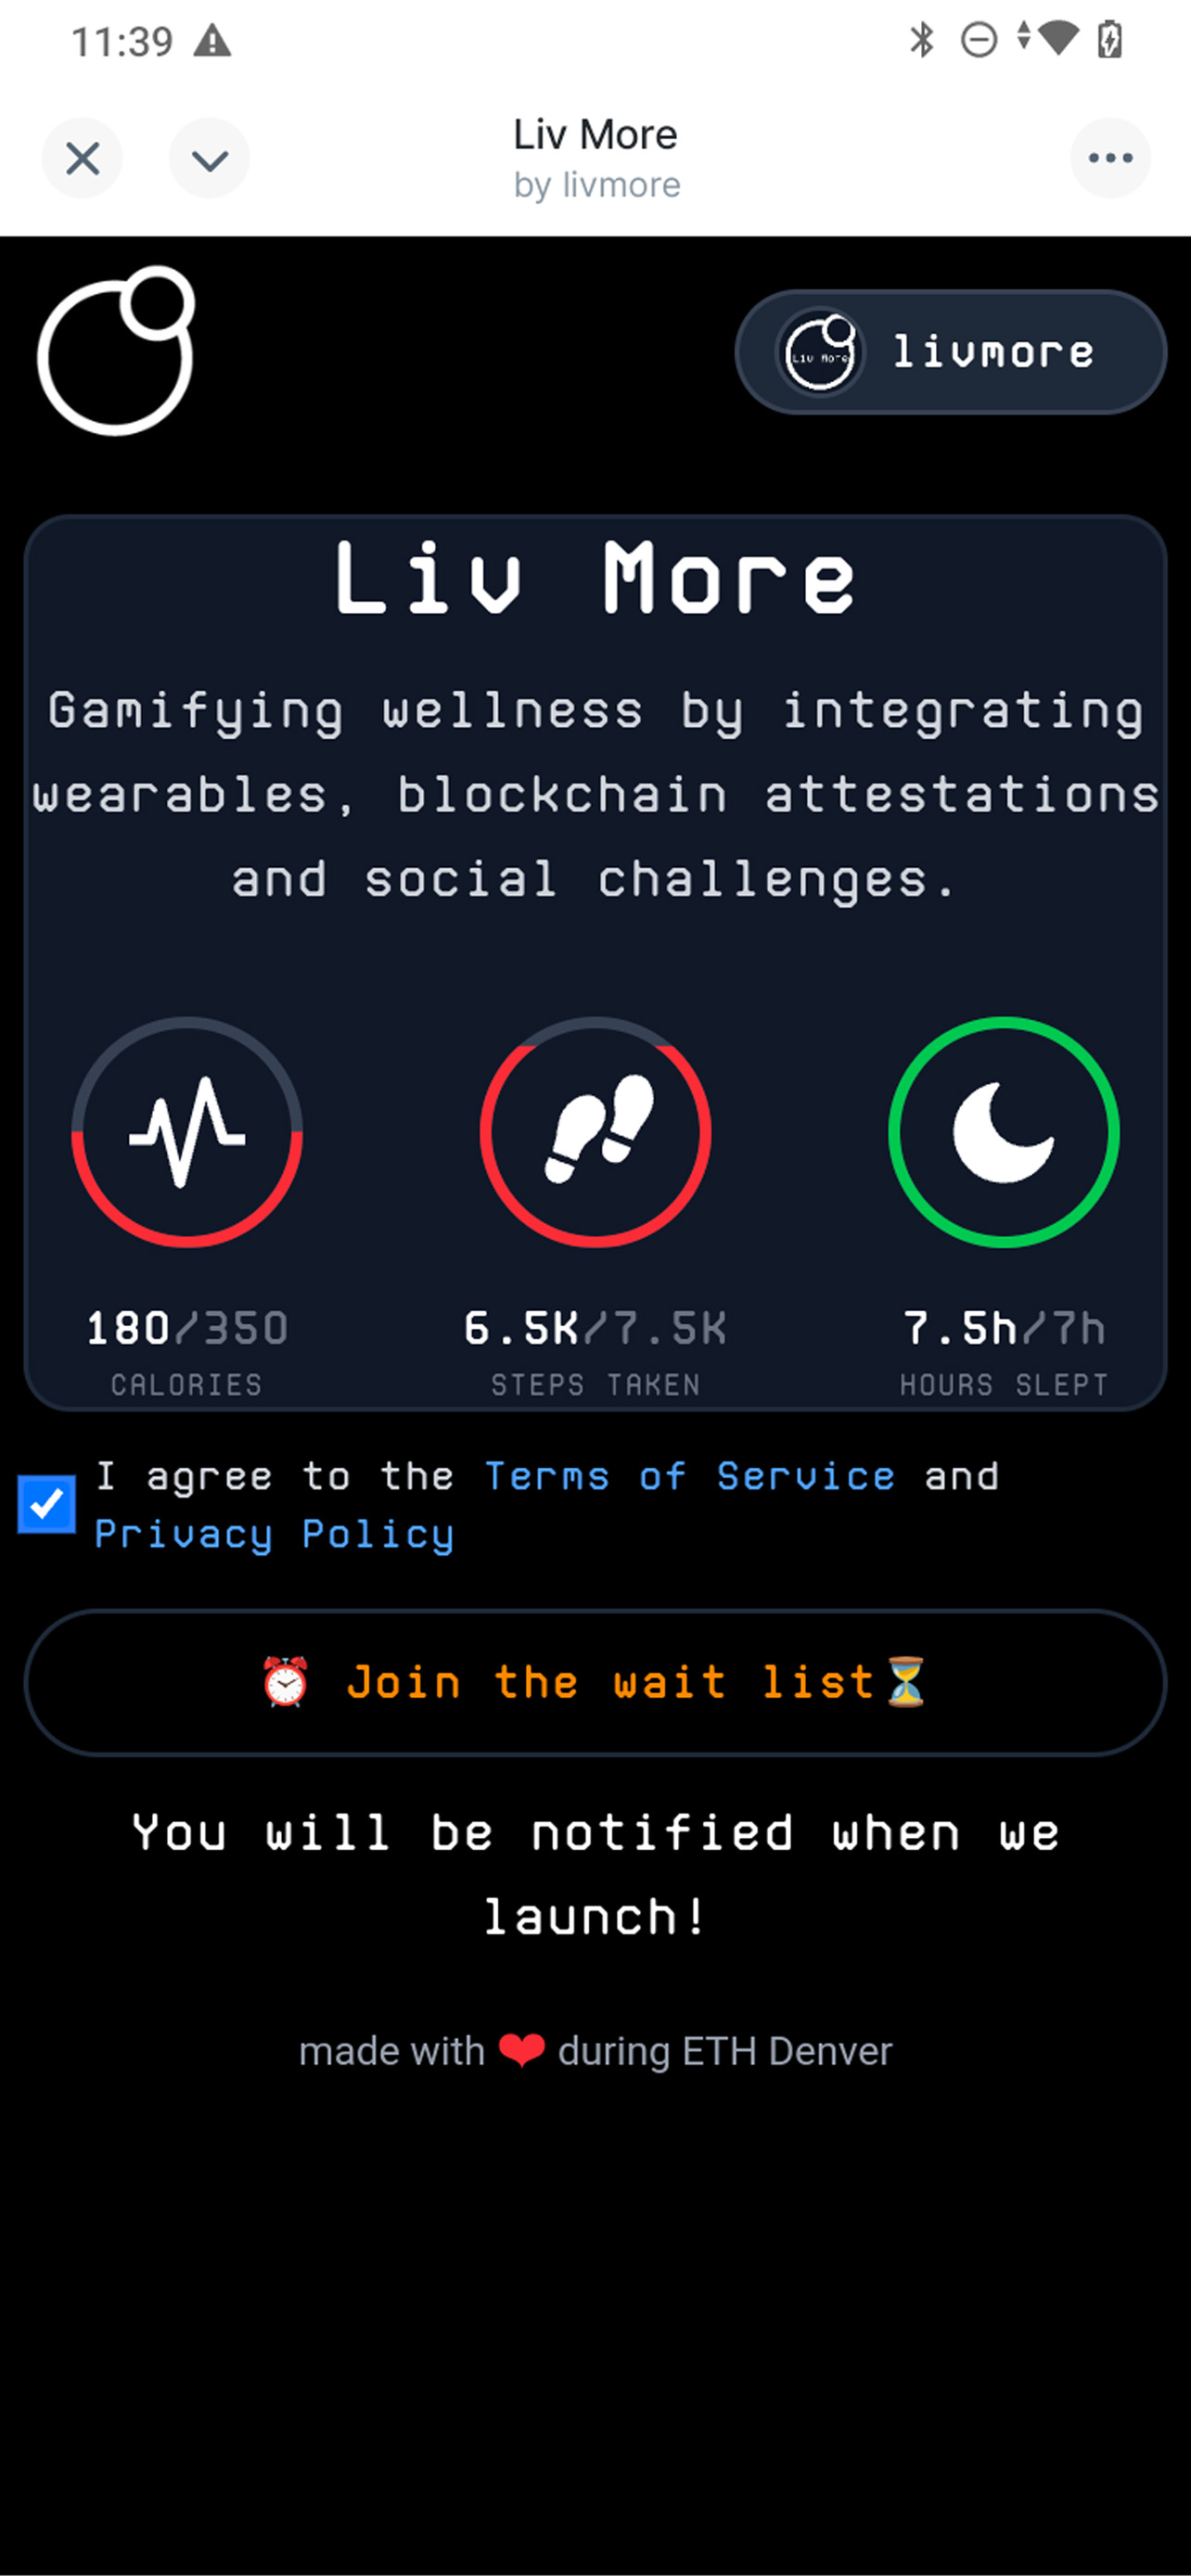 11:39
Liv More
by livmore
Liv More
livmore
Liv More
Gamifying wellness by integrating
wearables, blockchain attestations
and social challenges.
180/350
6.5K/7.5K
7.5h/7h
CALORIES
STEPS TAKEN
HOURS SLEPT
I agree to the Terms of Service and
Privacy Policy
⏰ Join the wait list⏳
You will be notified when we
launch!
made with ❤ during ETH Denver